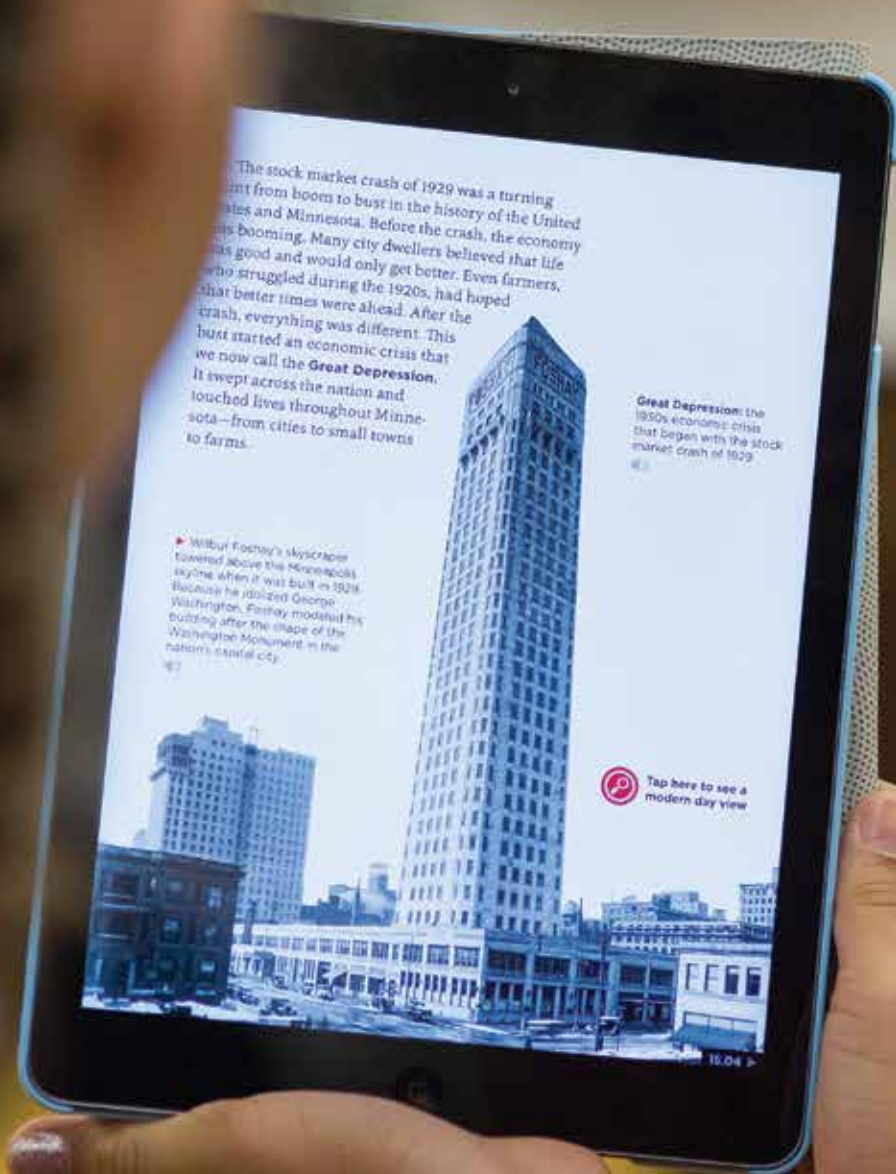 The stock market crash of 1929 was a turning
int from boom to bust in the history of the United
ates and Minnesota. Before the crash, the economy
as booming. Many city dwellers believed that life
as good and would only get better. Even farmers,
who struggled during the 1920s, had hoped
that better times were ahead. After the
crash, everything was different. This
bust started an economic crisis that
we now call the Great Depression.
It swept across the nation and
touched lives throughout Minne-
sota—from cities to small towns
to farms.
FOSHAY
FOSHAY
Great Depression: the
1930s economic crisis
that began with the stock
market crash of 1929
▶ Wilbur Foshay's skyscraper
towered above the Minneapolis
skyline when it was built in 1929.
Because he idolized George
Washington, Foshay modeled his
building after the shape of the
Washington Monument in the
nation's capital city.
Tap here to see a
modern day view
15.04 ▶